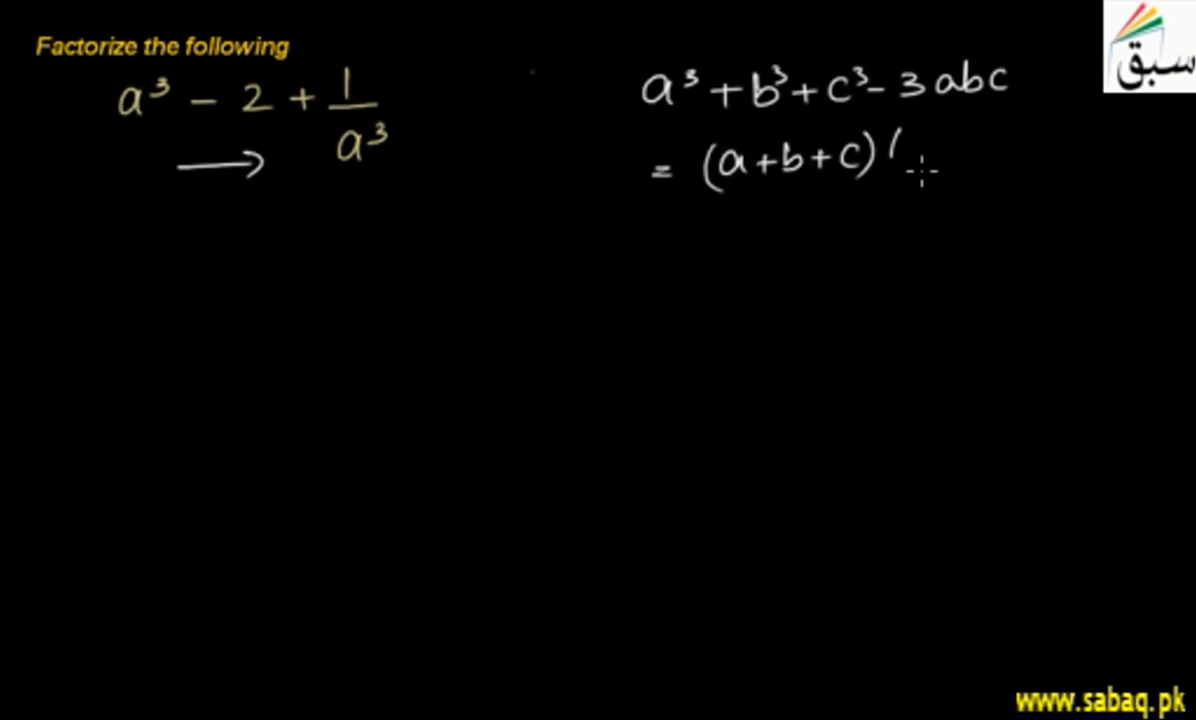 Factorize the following
a³ - 2 + 1/a³
a³ + b³ + c³ - 3abc
= (a+b+c)(
سبق
www.sabaq.pk